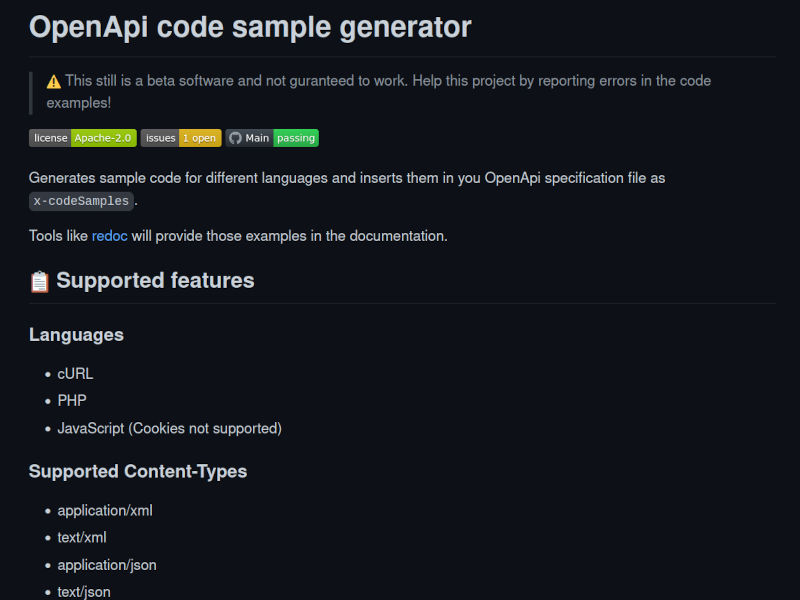 OpenApi code sample generator
⚠️ This still is a beta software and not guranteed to work. Help this project by reporting errors in the code
examples!
license Apache-2.0 issues 1 open Main passing
Generates sample code for different languages and inserts them in you OpenApi specification file as
x-codeSamples.
Tools like redoc will provide those examples in the documentation.
📋 Supported features
Languages
• cURL
• PHP
• JavaScript (Cookies not supported)
Supported Content-Types
• application/xml
• text/xml
• application/json
• text/json